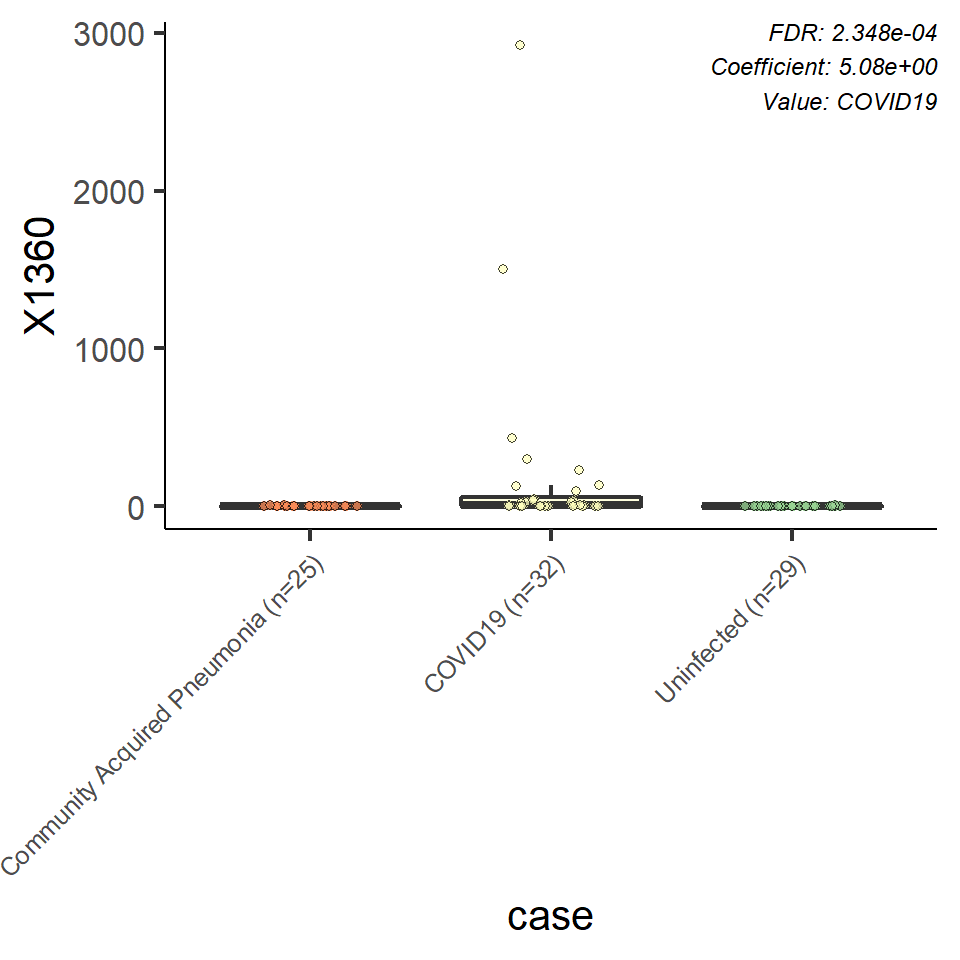 FDR: 2.348e-04
Coefficient: 5.08e+00
Value: COVID19
X1360
3000
2000
1000
0
Community Acquired Pneumonia (n=25)
COVID19 (n=32)
Uninfected (n=29)
case